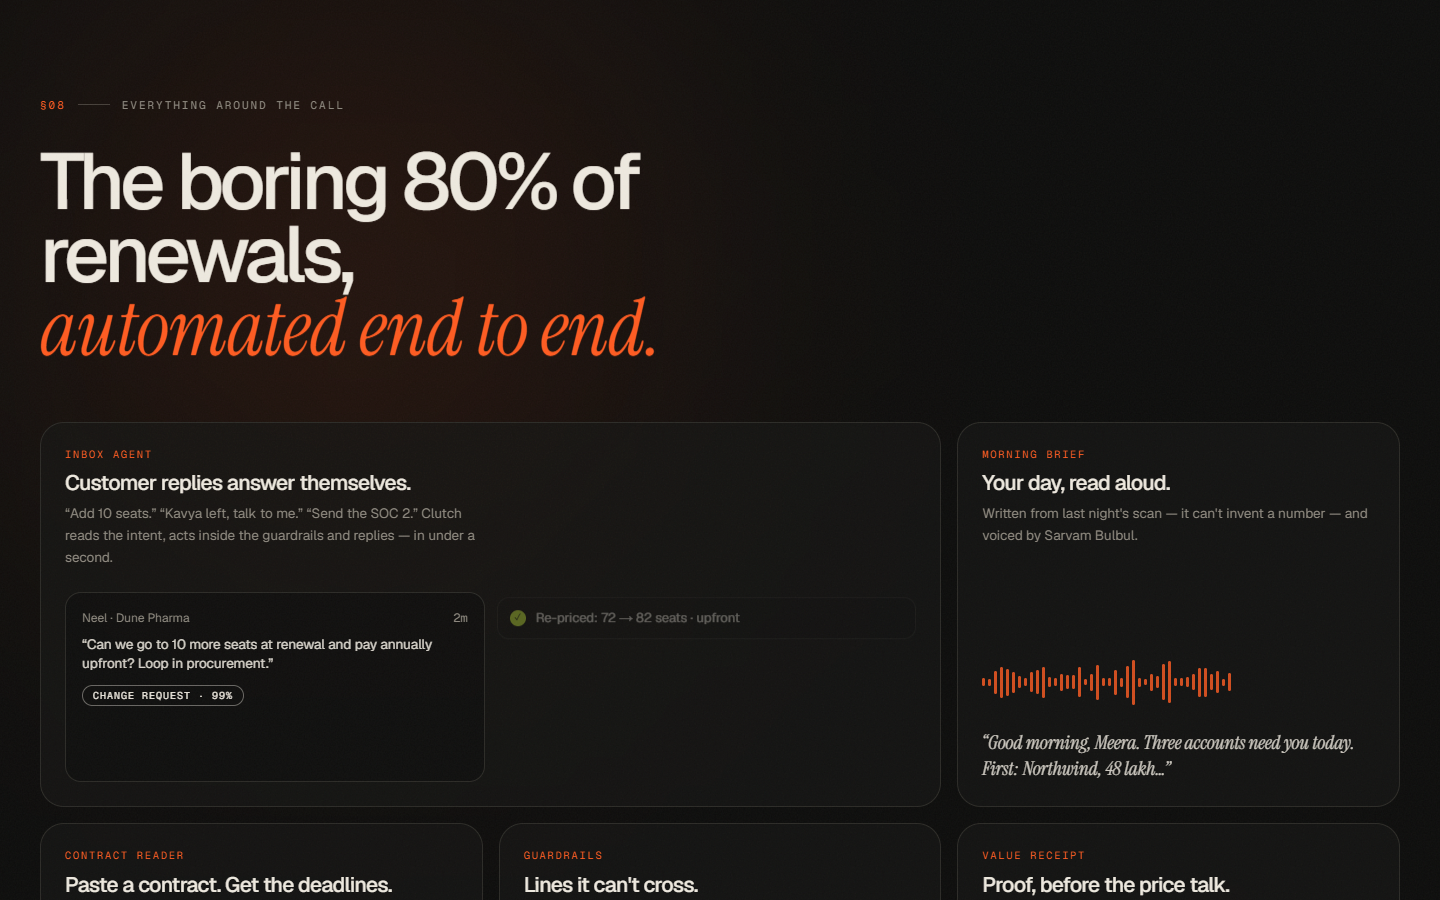 §08 EVERYTHING AROUND THE CALL
The boring 80% of
renewals,
automated end to end.
INBOX AGENT
Customer replies answer themselves.
“Add 10 seats.” “Kavya left, talk to me.” “Send the SOC 2.” Clutch
reads the intent, acts inside the guardrails and replies — in under a
second.
Neel · Dune Pharma 2m
“Can we go to 10 more seats at renewal and pay annually
upfront? Loop in procurement.”
CHANGE REQUEST · 99%
✓ Re-priced: 72 → 82 seats · upfront
MORNING BRIEF
Your day, read aloud.
Written from last night's scan — it can't invent a number — and
voiced by Sarvam Bulbul.
“Good morning, Meera. Three accounts need you today.
First: Northwind, 48 lakh…”
CONTRACT READER
Paste a contract. Get the deadlines.
GUARDRAILS
Lines it can't cross.
VALUE RECEIPT
Proof, before the price talk.